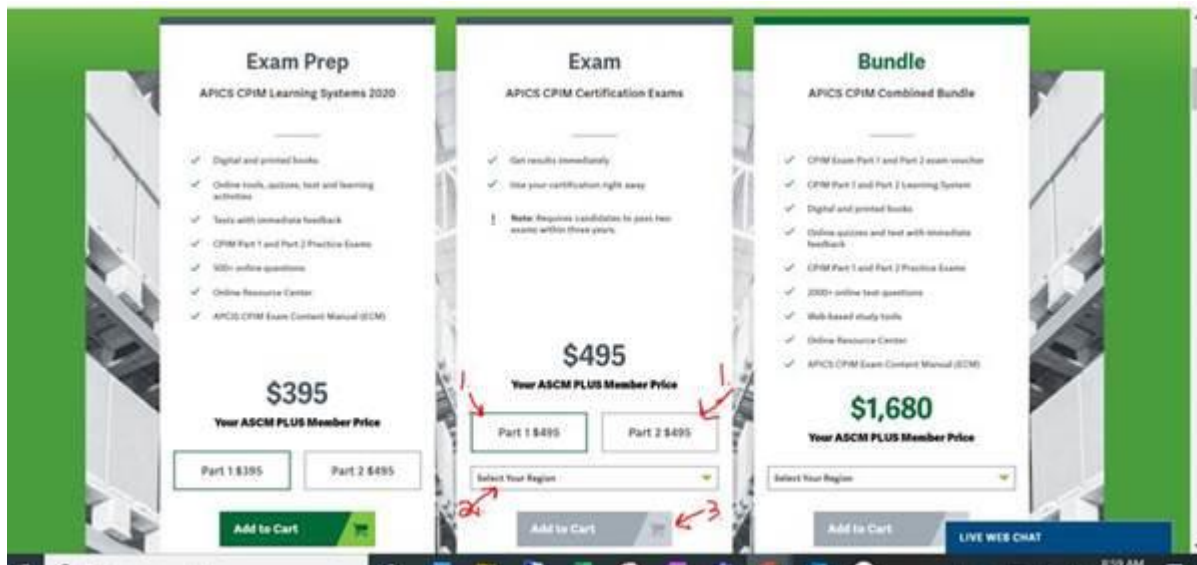 Exam Prep
APICS CPIM Learning Systems 2020
Digital and printed books
Online tools, quizzes, test and learning
activities
Tests with immediate feedback
CPIM Part 1 and Part 2 Practice Exams
500+ online questions
Online Resource Center
APCIS CPIM Exam Content Manual (ECM)
$395
Your ASCM PLUS Member Price
Part 1 $395
Part 2 $495
Add to Cart
Exam
APICS CPIM Certification Exams
Get results immediately
Use your certification right away
! Note: Requires candidates to pass two
exams within three years.
$495
Your ASCM PLUS Member Price
1.
1.
Part 1 $495
Part 2 $495
Select Your Region
2.
Add to Cart
3
Bundle
APICS CPIM Combined Bundle
CPIM Exam Part 1 and Part 2 exam voucher
CPIM Part 1 and Part 2 Learning System
Digital and printed books
Online quizzes and test with immediate
feedback
CPIM Part 1 and Part 2 Practice Exams
2000+ online test questions
Web-based study tools
Online Resource Center
APICS CPIM Exam Content Manual (ECM)
$1,680
Your ASCM PLUS Member Price
Select Your Region
Add to Cart
LIVE WEB CHAT
8:59 AM